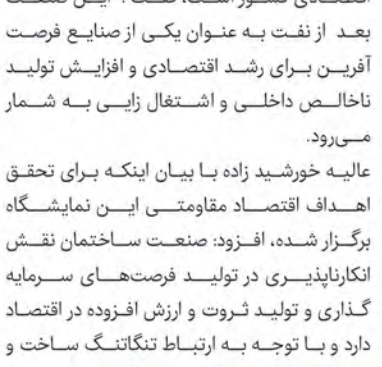 بعد از نفت به عنوان یکی از صنایع فرصت
آفرین برای رشد اقتصادی و افزایش تولید
ناخالص داخلی و اشتغال زایی به شمار
می‌رود.
عالیه خورشید زاده با بیان اینکه برای تحقق
اهداف اقتصاد مقاومتی این نمایشگاه
برگزار شده، افزود: صنعت ساختمان نقش
انکارناپذیری در تولید فرصت‌های سرمایه
گذاری و تولید ثروت و ارزش افزوده در اقتصاد
دارد و با توجه به ارتباط تنگاتنگ ساخت و